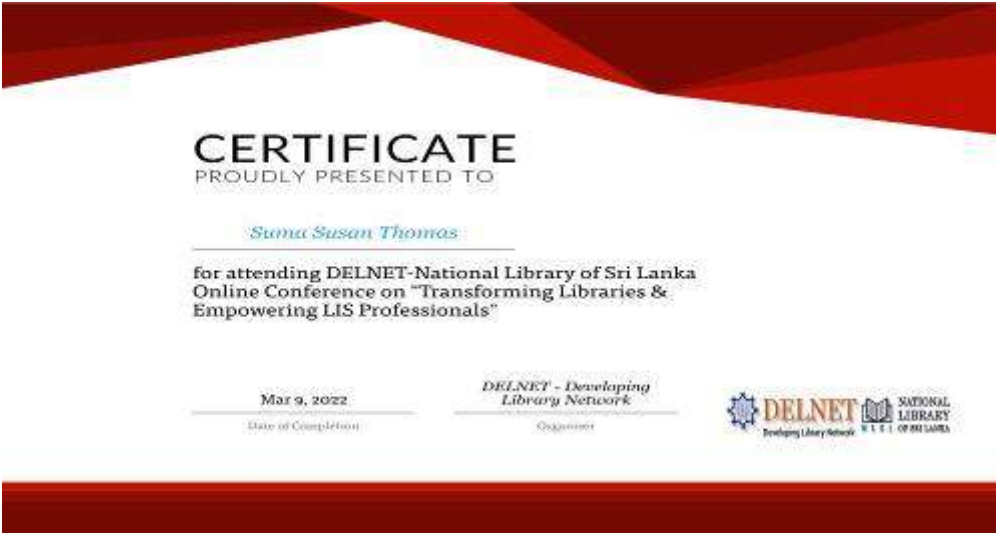 CERTIFICATE
PROUDLY PRESENTED TO
Suma Susan Thomas
for attending DELNET-National Library of Sri Lanka
Online Conference on "Transforming Libraries &
Empowering LIS Professionals"
Mar 9, 2022
Date of Completion
DELNET - Developing
Library Network
Organiser
DELNET
Developing Library Network
NATIONAL
LIBRARY
OF SRI LANKA
N L S L